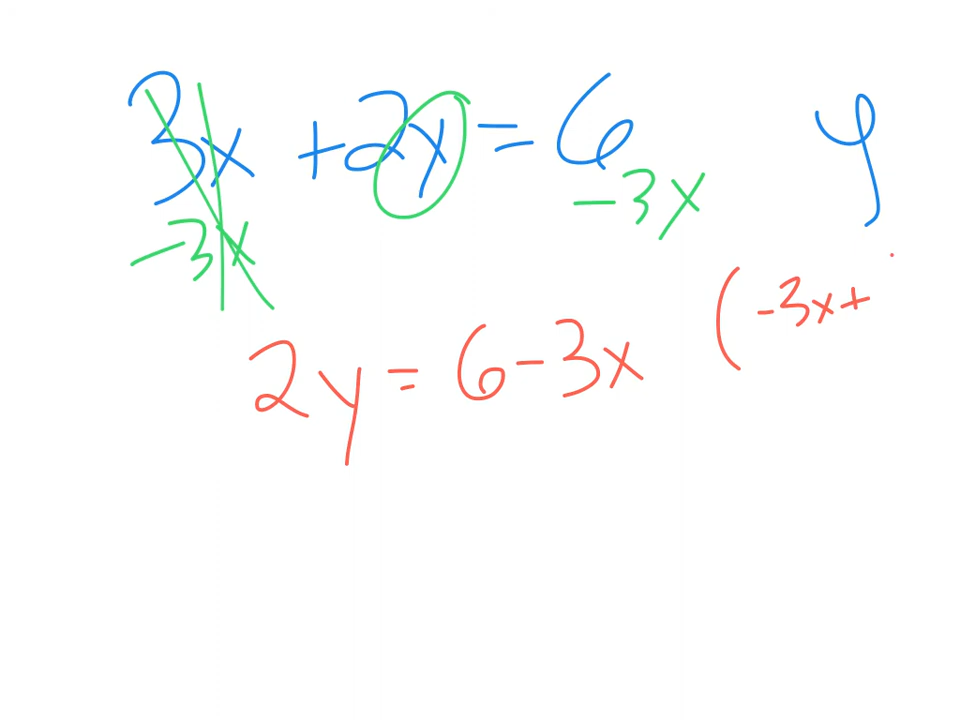 3x + 2y = 6 y
-3x -3x
(-3x +
2y = 6 - 3x